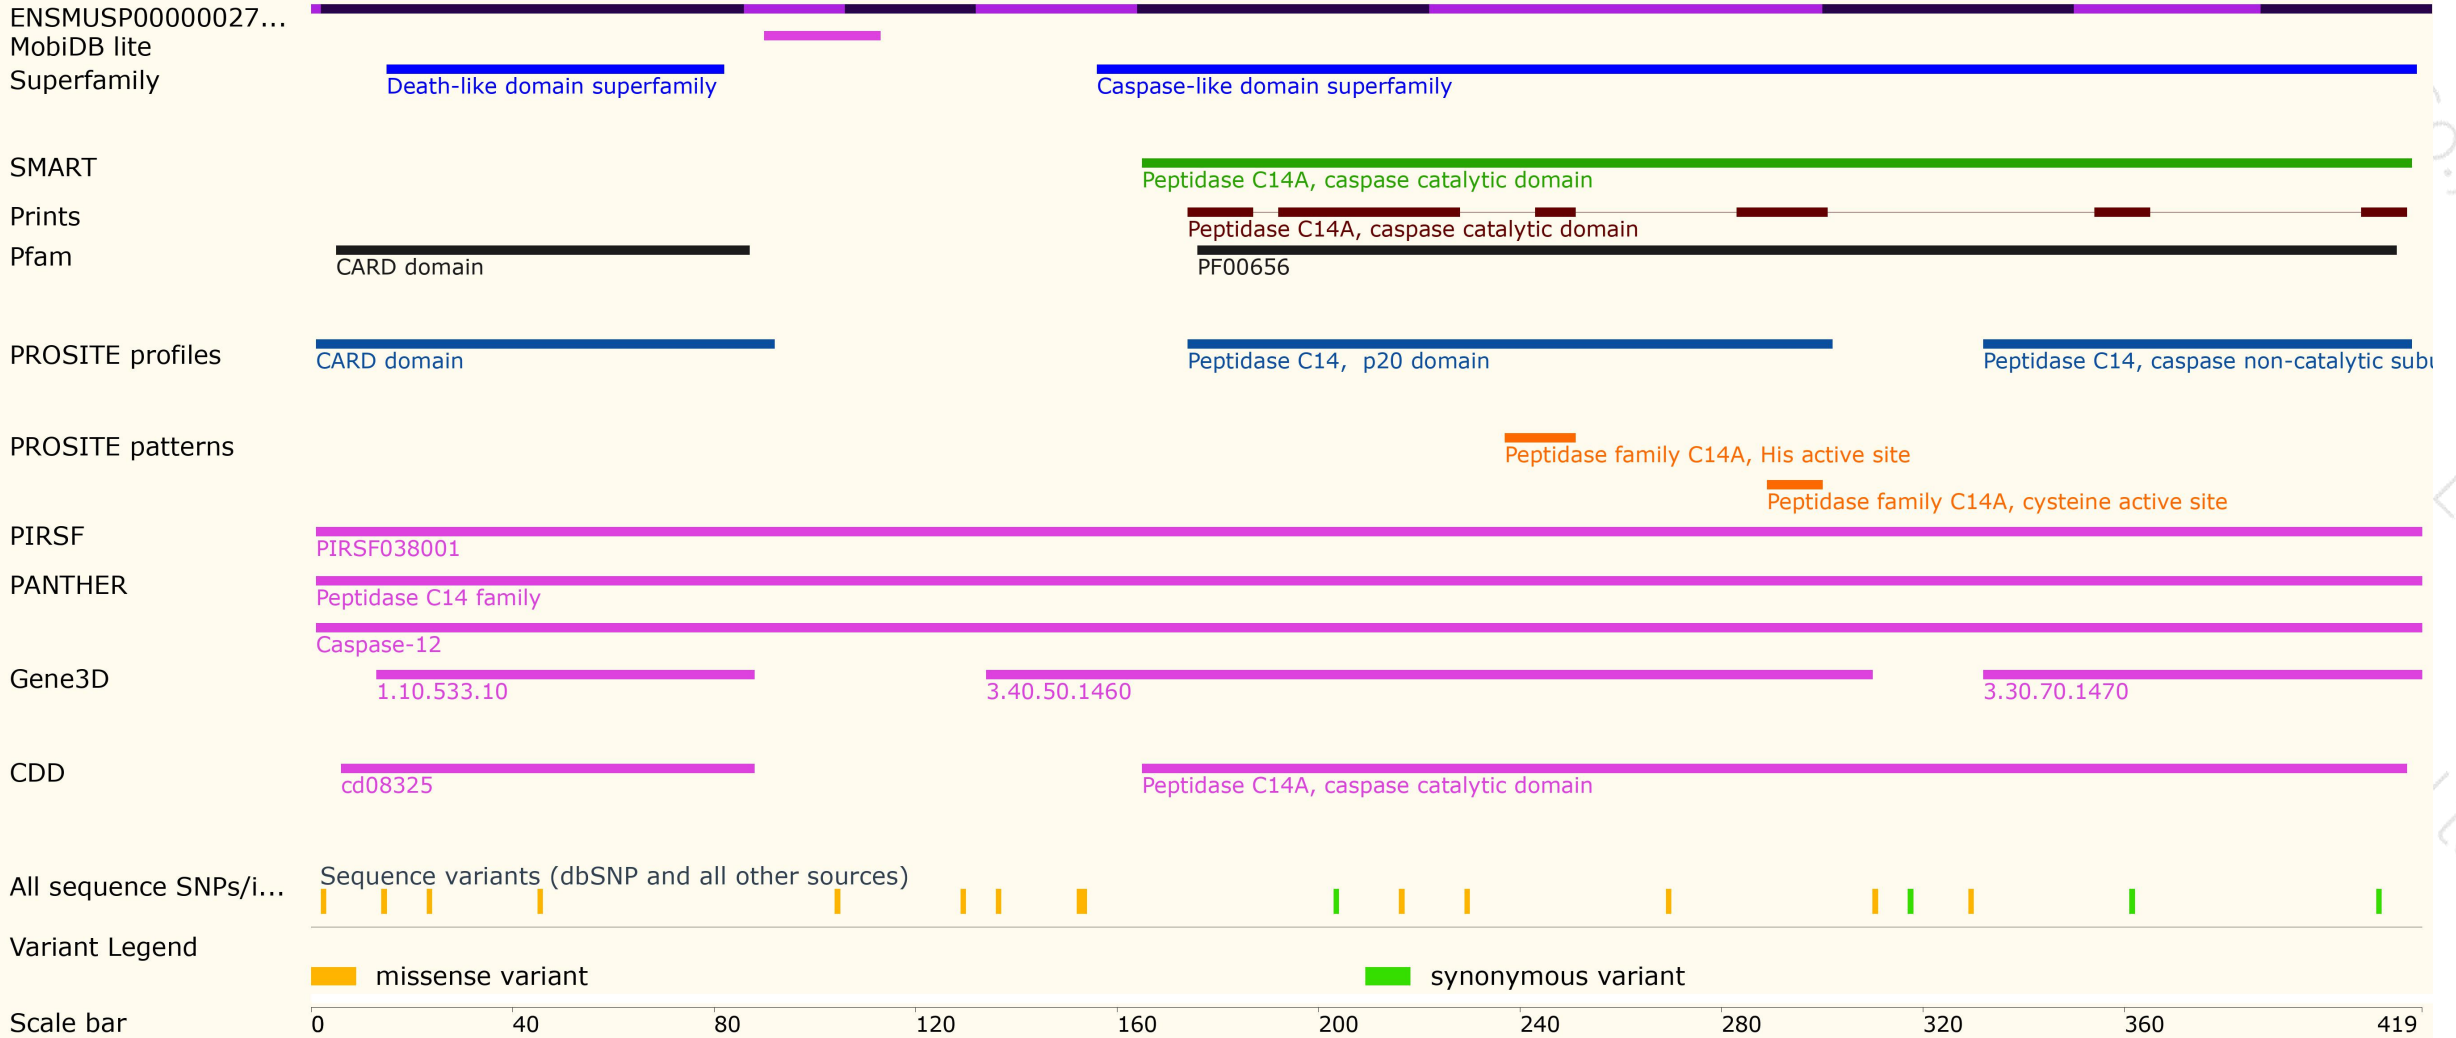 ENSMUSP00000027...
MobiDB lite
Superfamily
Death-like domain superfamily
Caspase-like domain superfamily
SMART
Peptidase C14A, caspase catalytic domain
Prints
Peptidase C14A, caspase catalytic domain
Pfam
CARD domain
PF00656
PROSITE profiles
CARD domain
Peptidase C14, p20 domain
Peptidase C14, caspase non-catalytic subu
PROSITE patterns
Peptidase family C14A, His active site
Peptidase family C14A, cysteine active site
PIRSF
PIRSF038001
PANTHER
Peptidase C14 family
Caspase-12
Gene3D
1.10.533.10
3.40.50.1460
3.30.70.1470
CDD
cd08325
Peptidase C14A, caspase catalytic domain
All sequence SNPs/i...
Sequence variants (dbSNP and all other sources)
Variant Legend
missense variant
synonymous variant
Scale bar
0 40 80 120 160 200 240 280 320 360 419